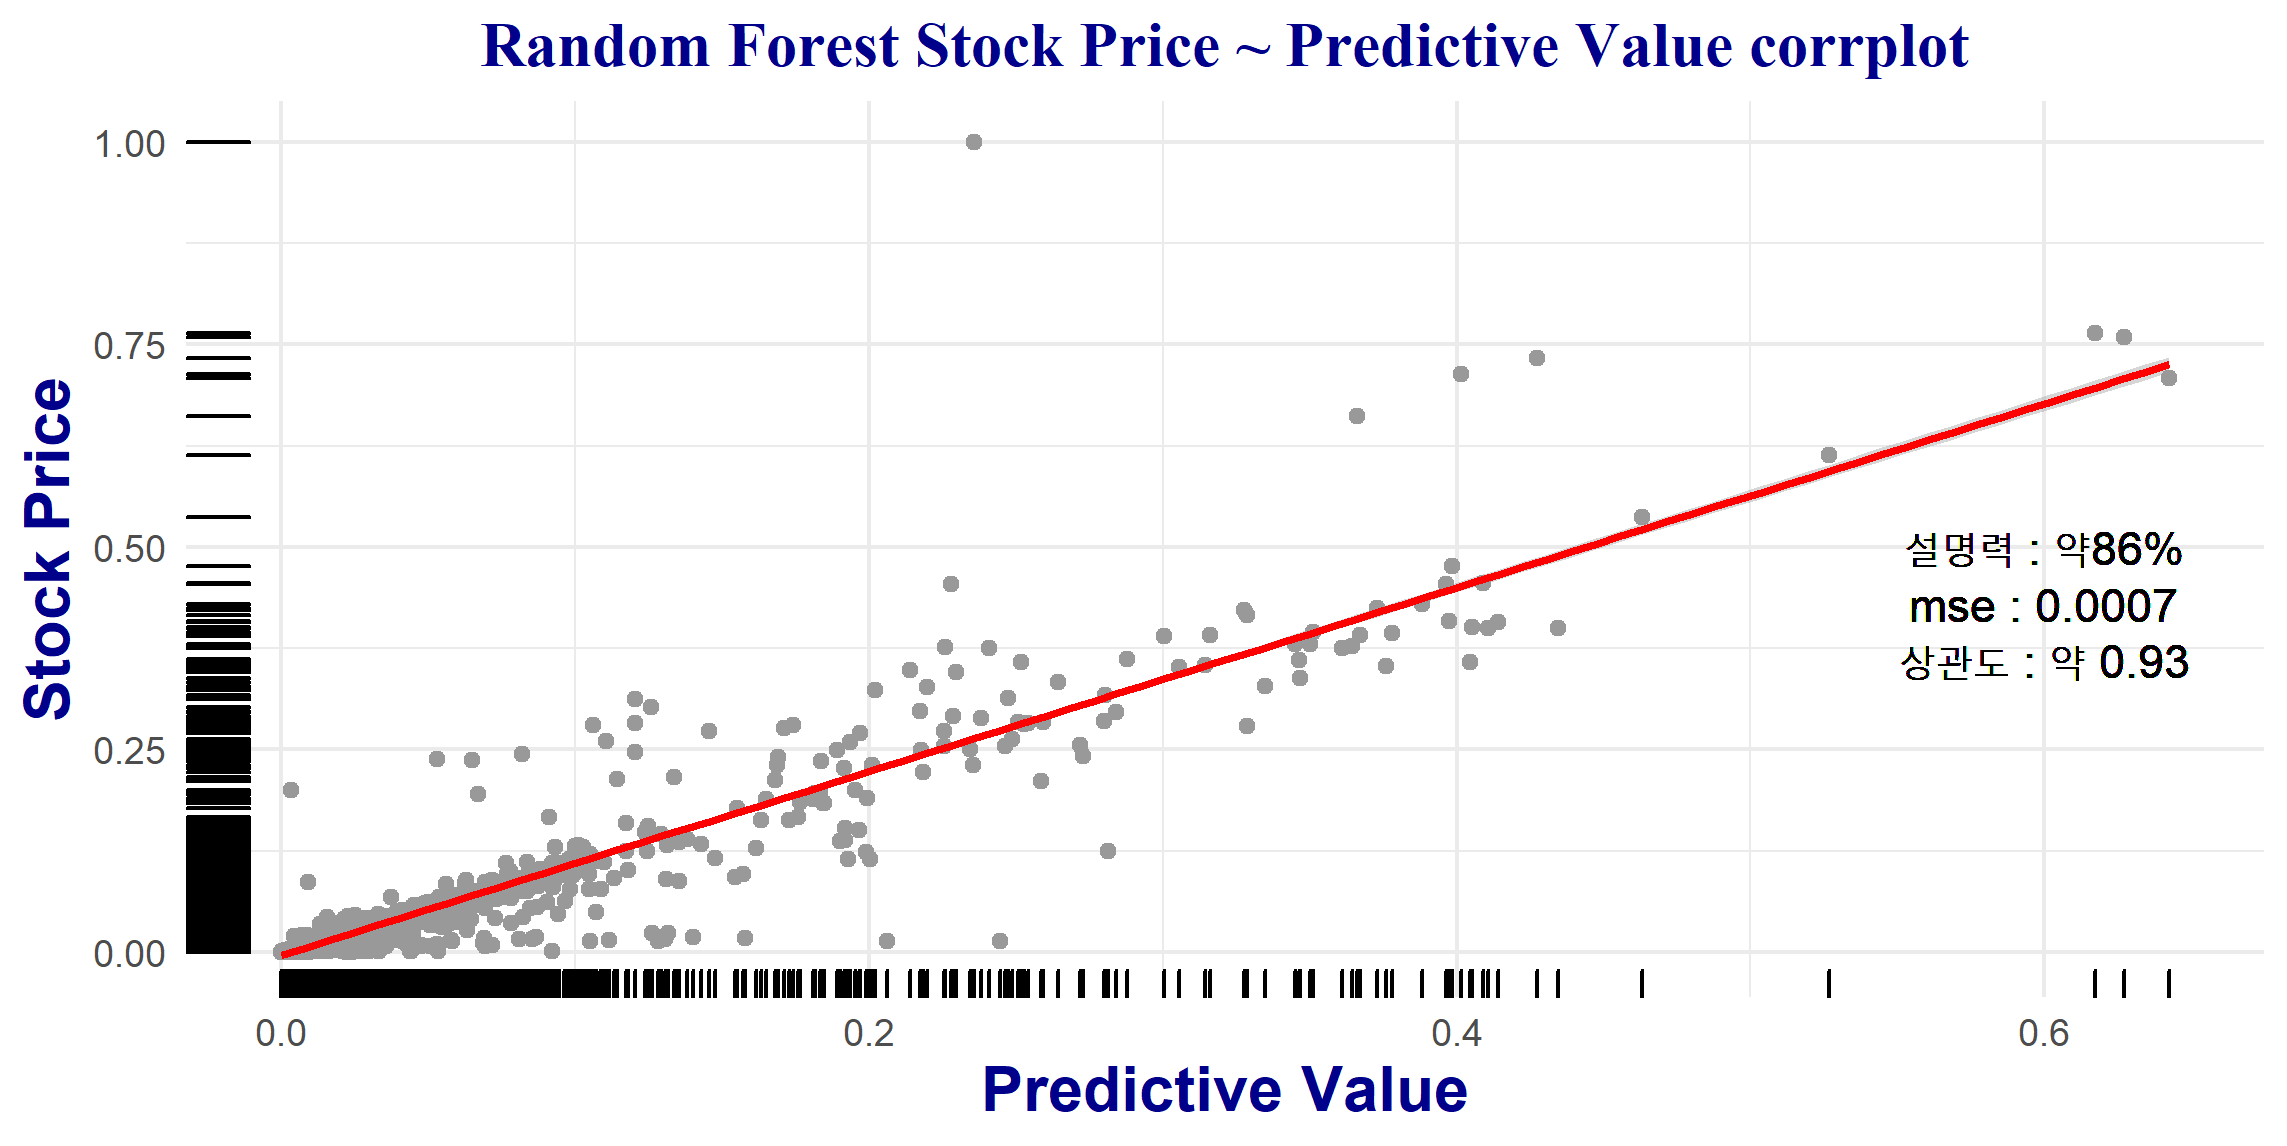 Random Forest Stock Price ~ Predictive Value corrplot
1.00
0.75
0.50
0.25
0.00
Stock Price
설명력 : 약86%
mse : 0.0007
상관도 : 약 0.93
0.0 0.2 0.4 0.6
Predictive Value